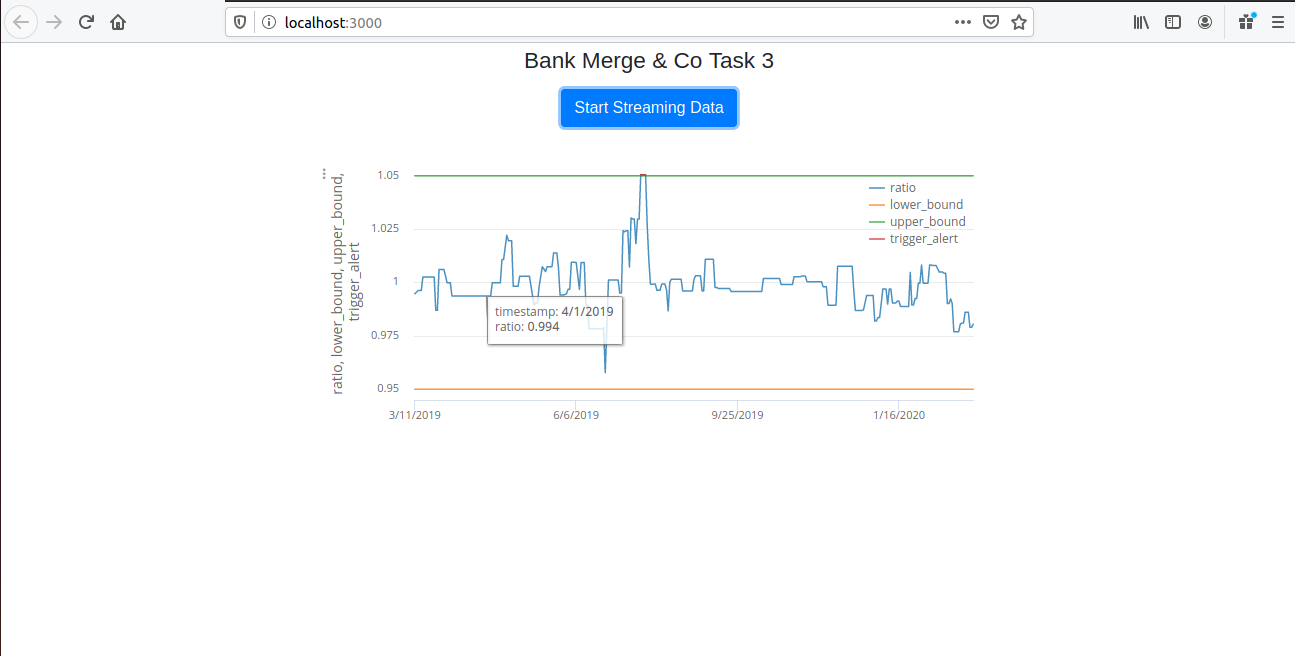 localhost:3000
Bank Merge & Co Task 3
Start Streaming Data
ratio, lower_bound, upper_bound,
trigger_alert
1.05
1.025
1
0.975
0.95
ratio
lower_bound
upper_bound
trigger_alert
timestamp: 4/1/2019
ratio: 0.994
3/11/2019
6/6/2019
9/25/2019
1/16/2020